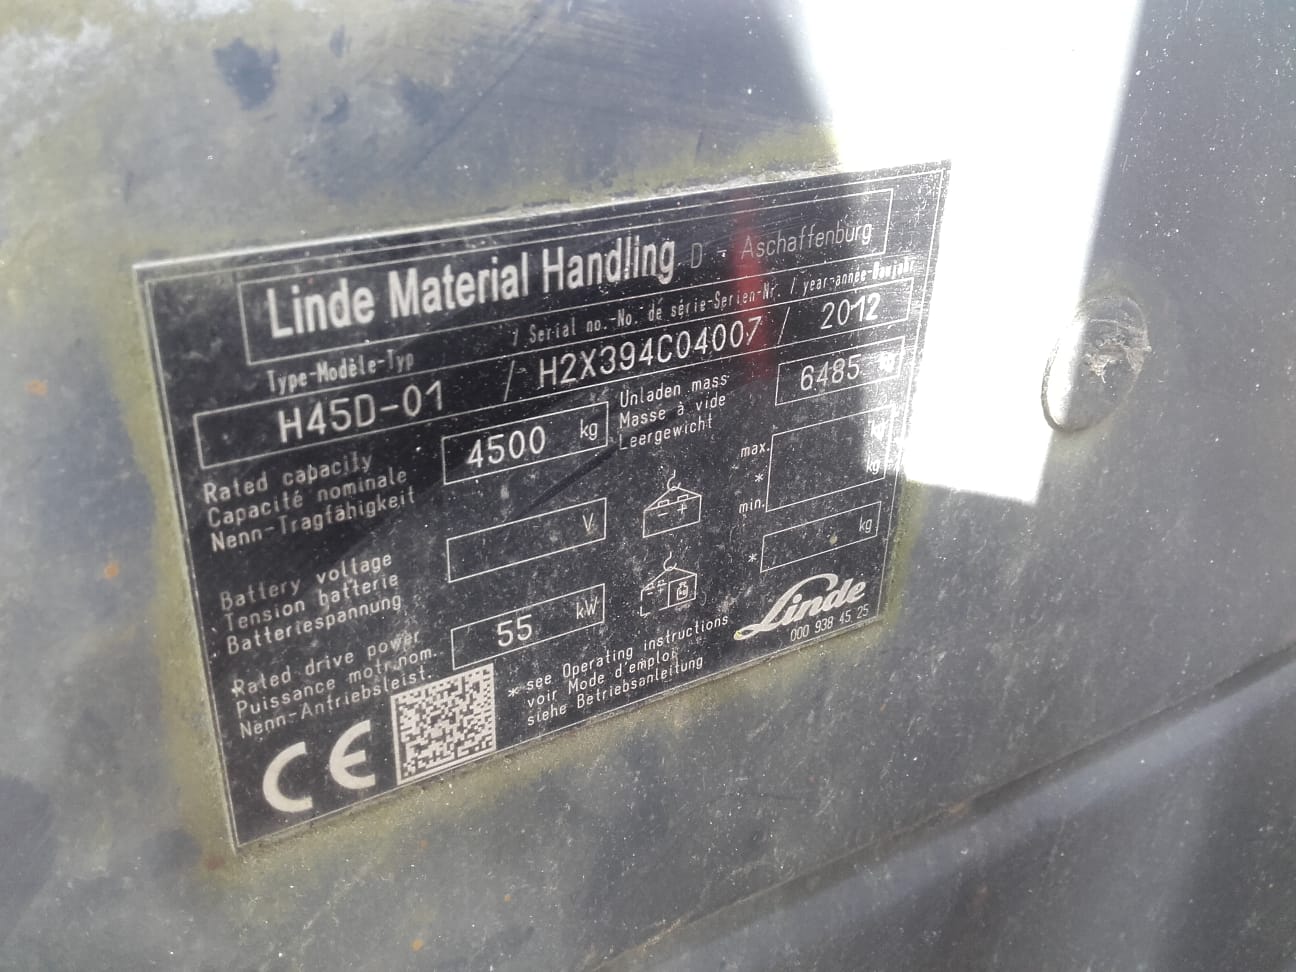 Linde Material Handling D - Aschaffenburg
Type-Modèle-Typ / Serial no.-No. de série-Serien-Nr. / year-année-Baujahr
H45D-01 / H2X394C04007 / 2012
Rated capacity
Capacité nominale
Nenn-Tragfähigkeit
4500 kg
Unladen mass
Masse à vide
Leergewicht
6485 kg
Battery voltage
Tension batterie
Batteriespannung
V
max. kg
*
min. kg
- +
Rated drive power
Puissance motr.nom.
Nenn-Antriebsleist.
55 kW
* kg
kg
CE
* see Operating instructions
voir Mode d'emploi
siehe Betriebsanleitung
Linde
000 938 45 25